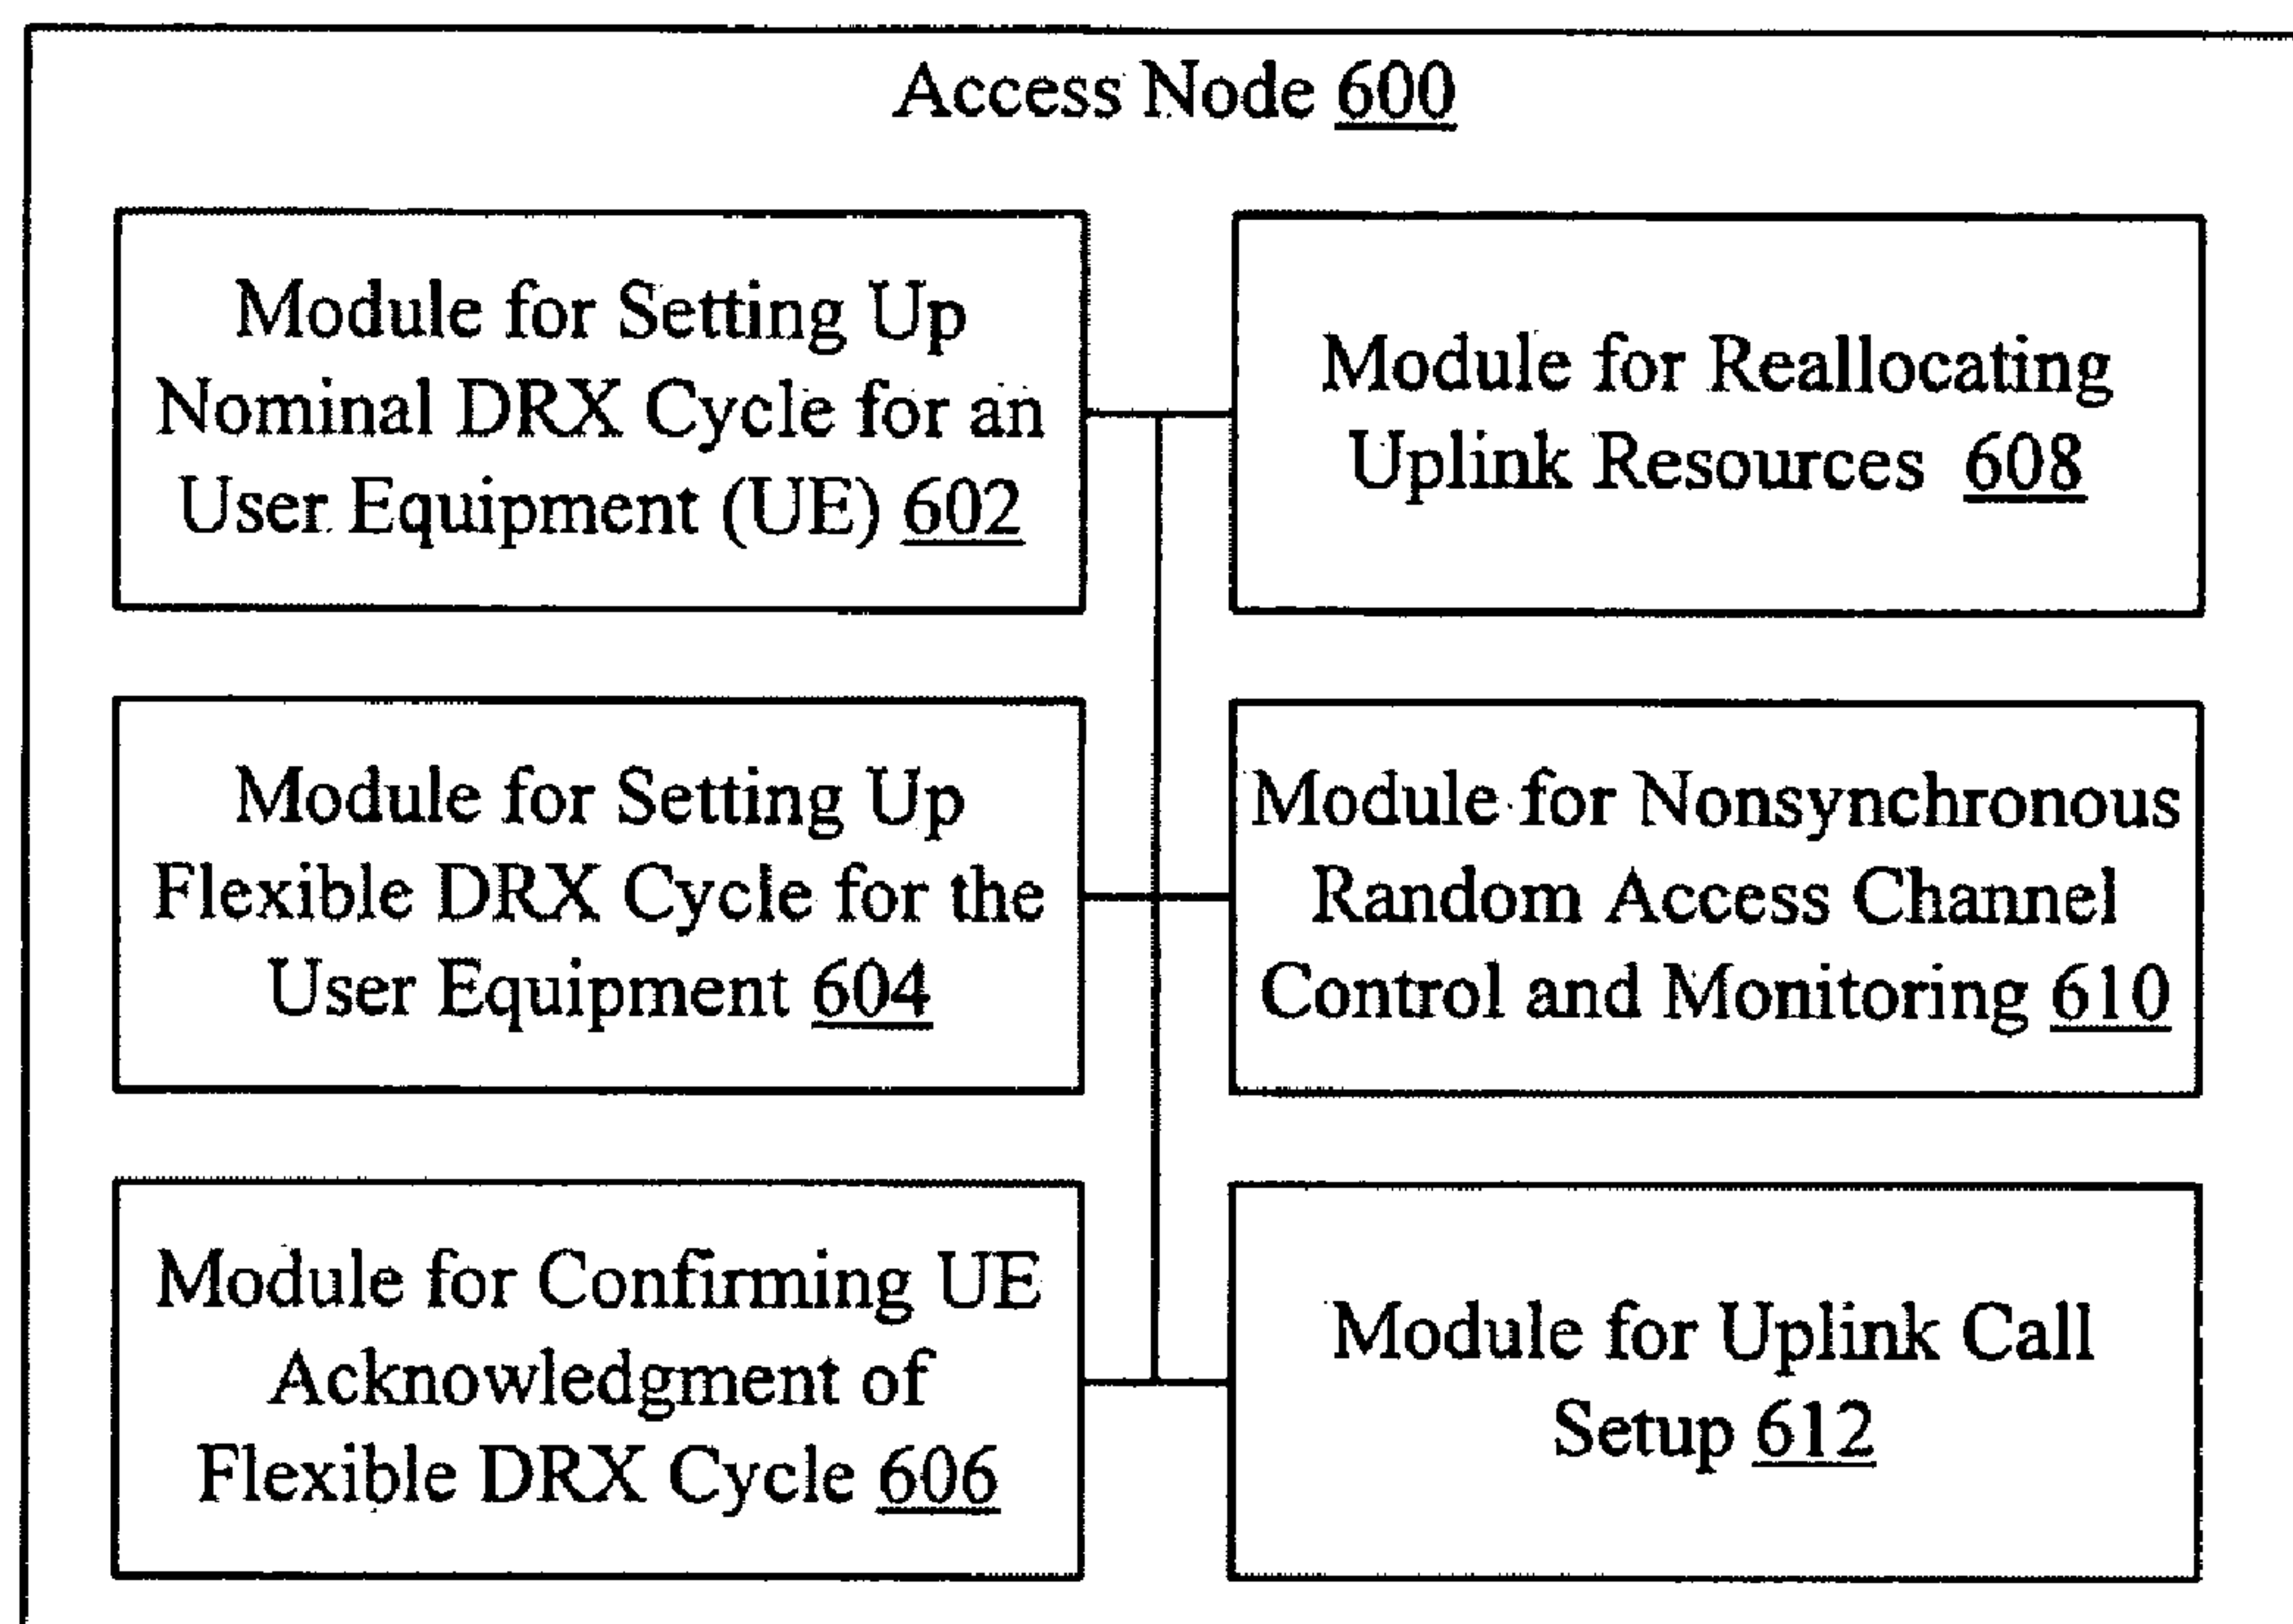 Access Node 600
Module for Setting Up
Nominal DRX Cycle for an
User Equipment (UE) 602
Module for Reallocating
Uplink Resources 608
Module for Setting Up
Flexible DRX Cycle for the
User Equipment 604
Module for Nonsynchronous
Random Access Channel
Control and Monitoring 610
Module for Confirming UE
Acknowledgment of
Flexible DRX Cycle 606
Module for Uplink Call
Setup 612